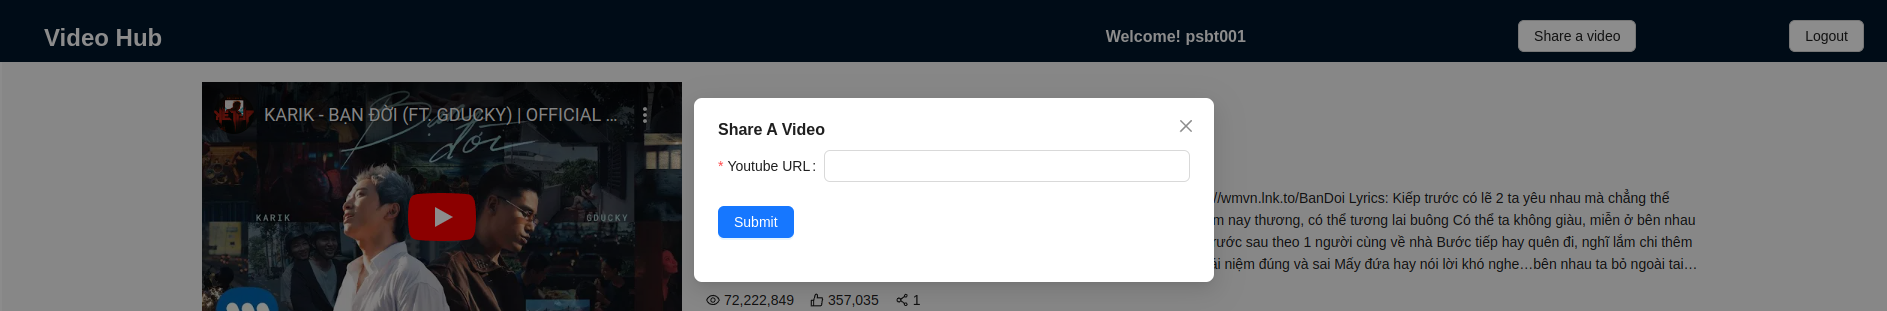 Video Hub
Welcome! psbt001
Share a video
Logout
KARIK - BẠN ĐỜI (FT. GDUCKY) | OFFICIAL ...
Bạn đời
KARIK
GDUCKY
Share A Video
* Youtube URL :
Submit
//wmvn.lnk.to/BanDoi Lyrics: Kiếp trước có lẽ 2 ta yêu nhau mà chẳng thể
nay thương, có thể tương lai buông Có thể ta không giàu, miễn ở bên nhau
sau theo 1 người cùng về nhà Bước tiếp hay quên đi, nghĩ lắm chi thêm
niệm đúng và sai Mấy đứa hay nói lời khó nghe…bên nhau ta bỏ ngoài tai…
72,222,849 357,035 1